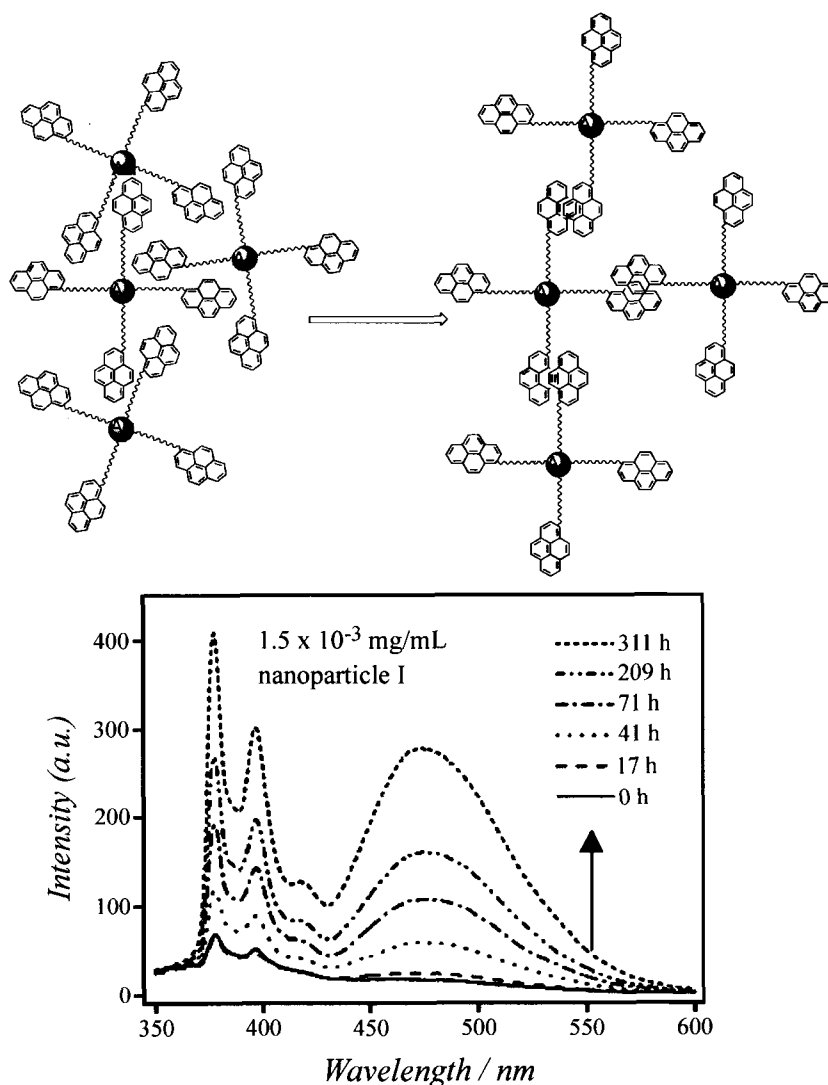 400
300
200
100
0
350
400
450
500
550
600
Intensity (a.u.)
Wavelength / nm
1.5 x 10⁻³ mg/mL
nanoparticle I
311 h
209 h
71 h
41 h
17 h
0 h